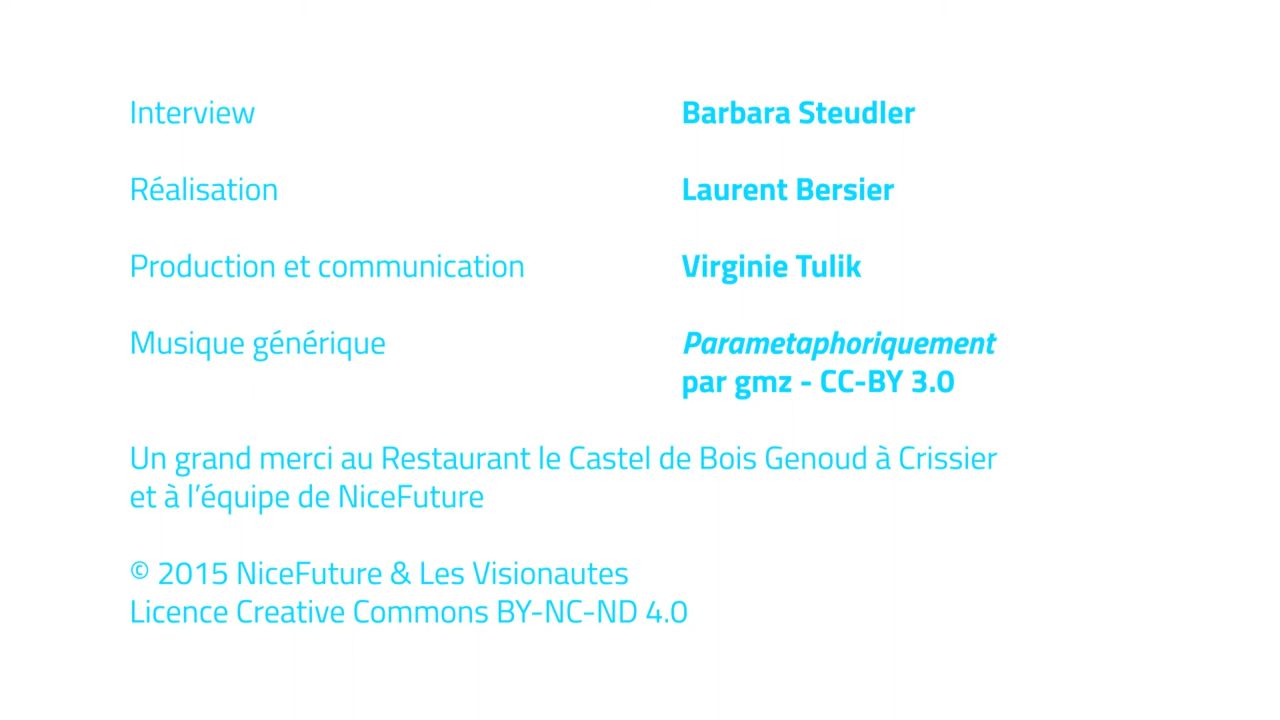 Interview Barbara Steudler
Réalisation Laurent Bersier
Production et communication Virginie Tulik
Musique générique Parametaphoriquement
par gmz - CC-BY 3.0
Un grand merci au Restaurant le Castel de Bois Genoud à Crissier
et à l’équipe de NiceFuture
© 2015 NiceFuture & Les Visionautes
Licence Creative Commons BY-NC-ND 4.0